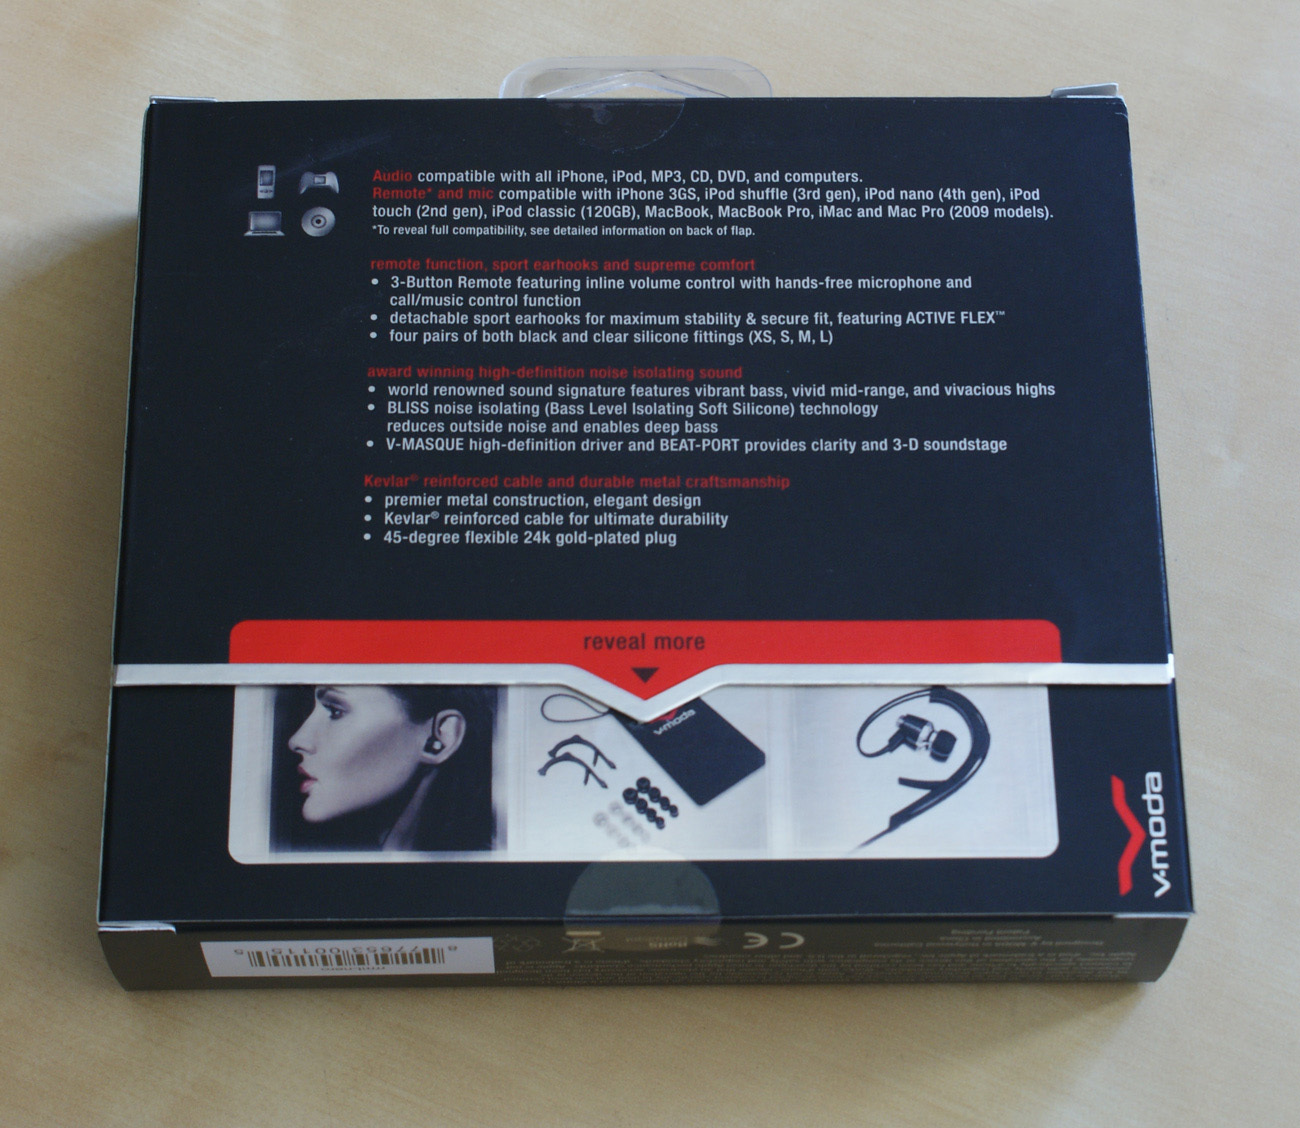 Audio compatible with all iPhone, iPod, MP3, CD, DVD, and computers.
Remote* and mic compatible with iPhone 3GS, iPod shuffle (3rd gen), iPod nano (4th gen), iPod
touch (2nd gen), iPod classic (120GB), MacBook, MacBook Pro, iMac and Mac Pro (2009 models).
*To reveal full compatibility, see detailed information on back of flap.
remote function, sport earhooks and supreme comfort
• 3-Button Remote featuring inline volume control with hands-free microphone and
call/music control function
• detachable sport earhooks for maximum stability & secure fit, featuring ACTIVE FLEX™
• four pairs of both black and clear silicone fittings (XS, S, M, L)
award winning high-definition noise isolating sound
• world renowned sound signature features vibrant bass, vivid mid-range, and vivacious highs
• BLISS noise isolating (Bass Level Isolating Soft Silicone) technology
reduces outside noise and enables deep bass
• V-MASQUE high-definition driver and BEAT-PORT provides clarity and 3-D soundstage
Kevlar® reinforced cable and durable metal craftsmanship
• premier metal construction, elegant design
• Kevlar® reinforced cable for ultimate durability
• 45-degree flexible 24k gold-plated plug
reveal more
v-moda
v-moda
8 77653 00115 5
RoHS
CE